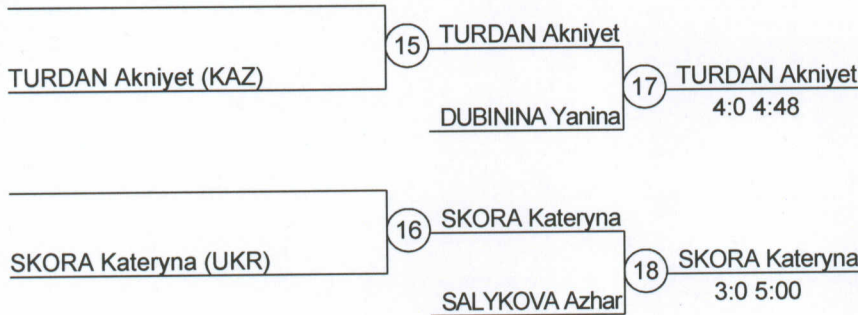 15 TURDAN Akniyet
TURDAN Akniyet (KAZ)
17 TURDAN Akniyet
4:0 4:48
DUBININA Yanina
16 SKORA Kateryna
SKORA Kateryna (UKR)
18 SKORA Kateryna
3:0 5:00
SALYKOVA Azhar